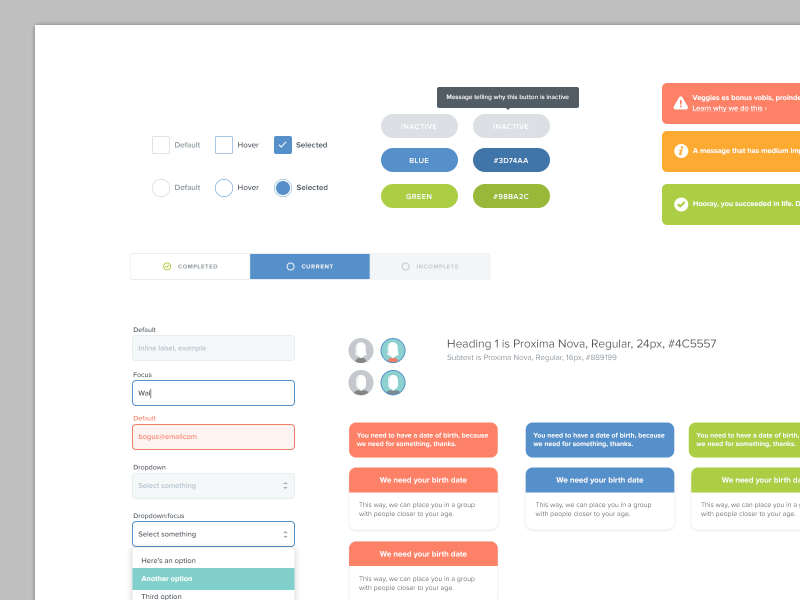 Message telling why this button is inactive
INACTIVE
INACTIVE
BLUE
#3D74AA
GREEN
#98BA2C
Default
Hover
Selected
Default
Hover
Selected
Veggies es bonus vobis, proinde
Learn why we do this ›
A message that has medium imp
Hooray, you succeeded in life. D
COMPLETED
CURRENT
INCOMPLETE
Default
Inline label, example
Focus
Wat
Default
bogus@emailcom
Dropdown
Select something
Dropdown:focus
Select something
Here's an option
Another option
Third option
Heading 1 is Proxima Nova, Regular, 24px, #4C5557
Subtext is Proxima Nova, Regular, 16px, #889199
You need to have a date of birth, because
we need for something, thanks.
You need to have a date of birth, because
we need for something, thanks.
You need to have a date of birth, b
we need for something, thanks.
We need your birth date
This way, we can place you in a group
with people closer to your age.
We need your birth date
This way, we can place you in a group
with people closer to your age.
We need your birth da
This way, we can place you in a g
with people closer to your age.
We need your birth date
This way, we can place you in a group
with people closer to your age.